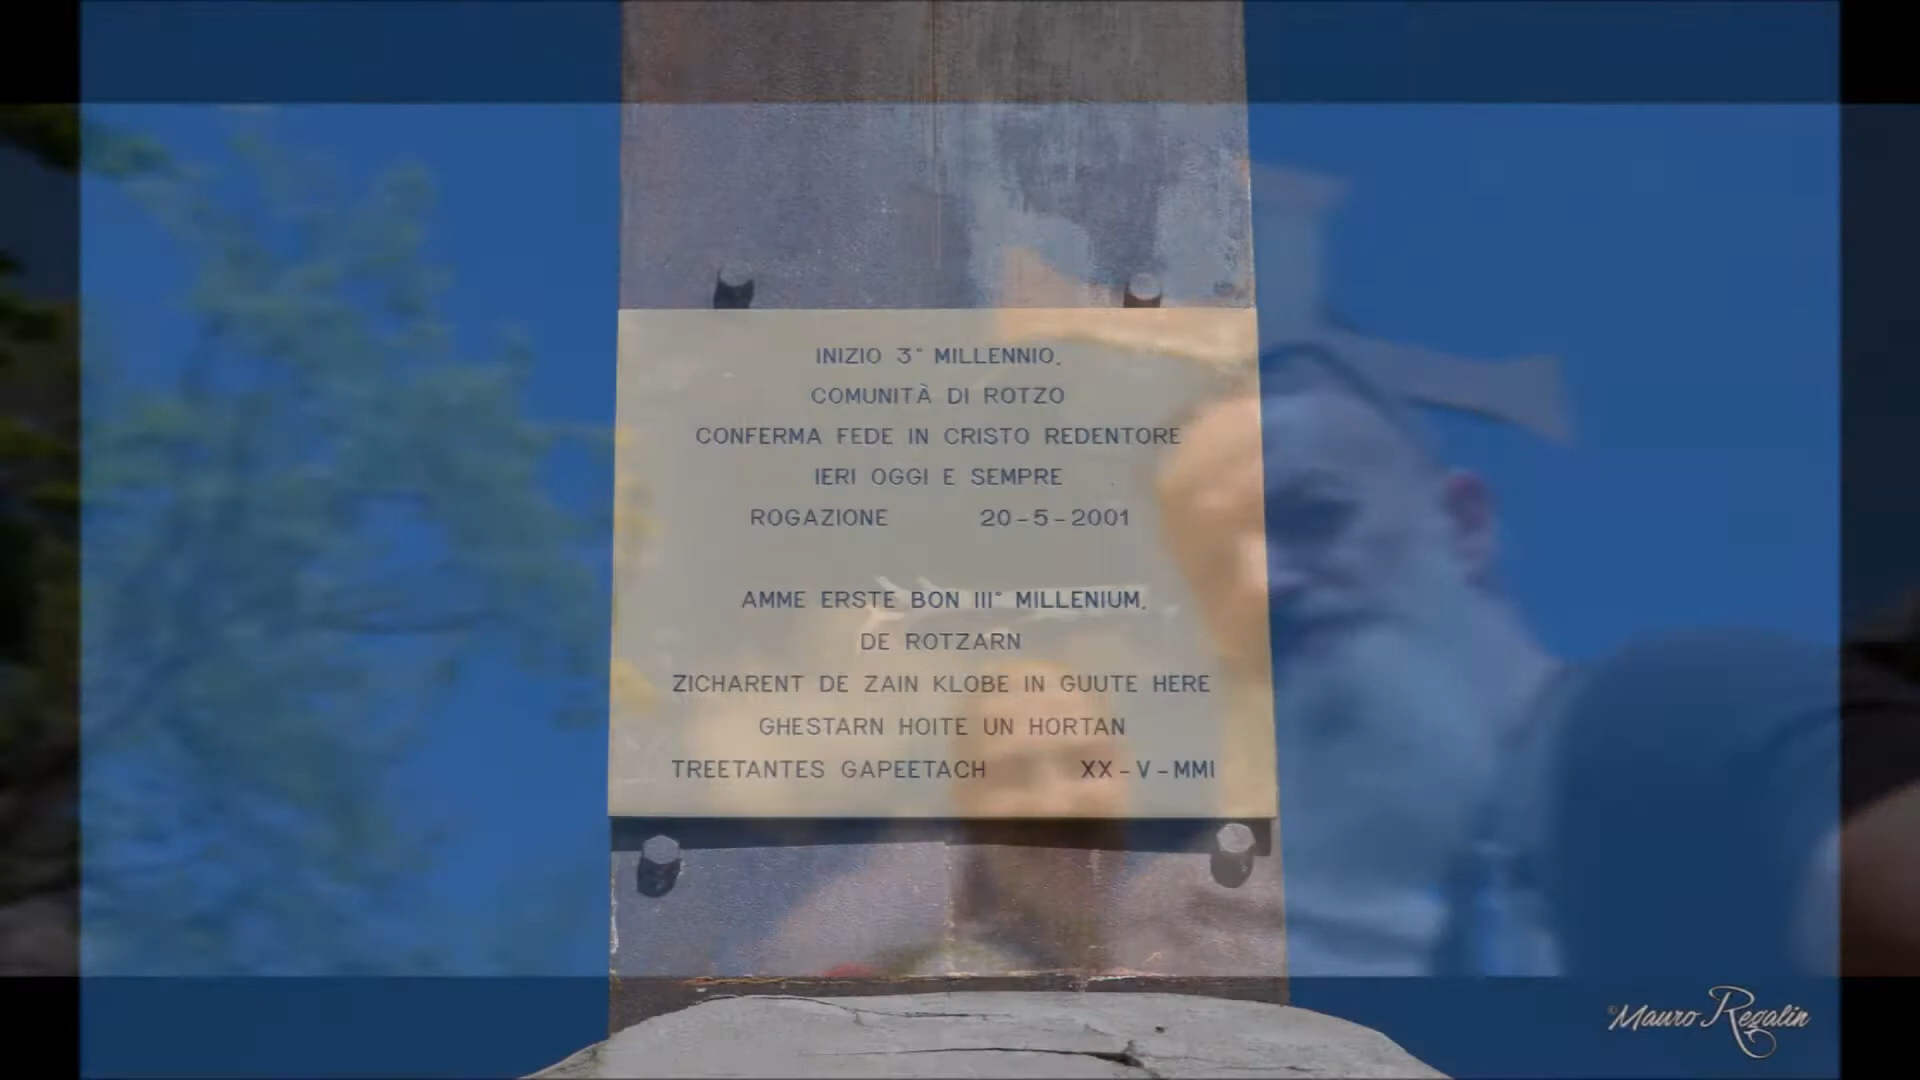 INIZIO 3° MILLENNIO,
COMUNITÀ DI ROTZO
CONFERMA FEDE IN CRISTO REDENTORE
IERI OGGI E SEMPRE
ROGAZIONE 20-5-2001
AMME ERSTE BON III° MILLENIUM,
DE ROTZARN
ZICHARENT DE ZAIN KLOBE IN GUUTE HERE
GHESTARN HOITE UN HORTAN
TREETANTES GAPEETACH XX-V-MMI
©Mauro Regalin